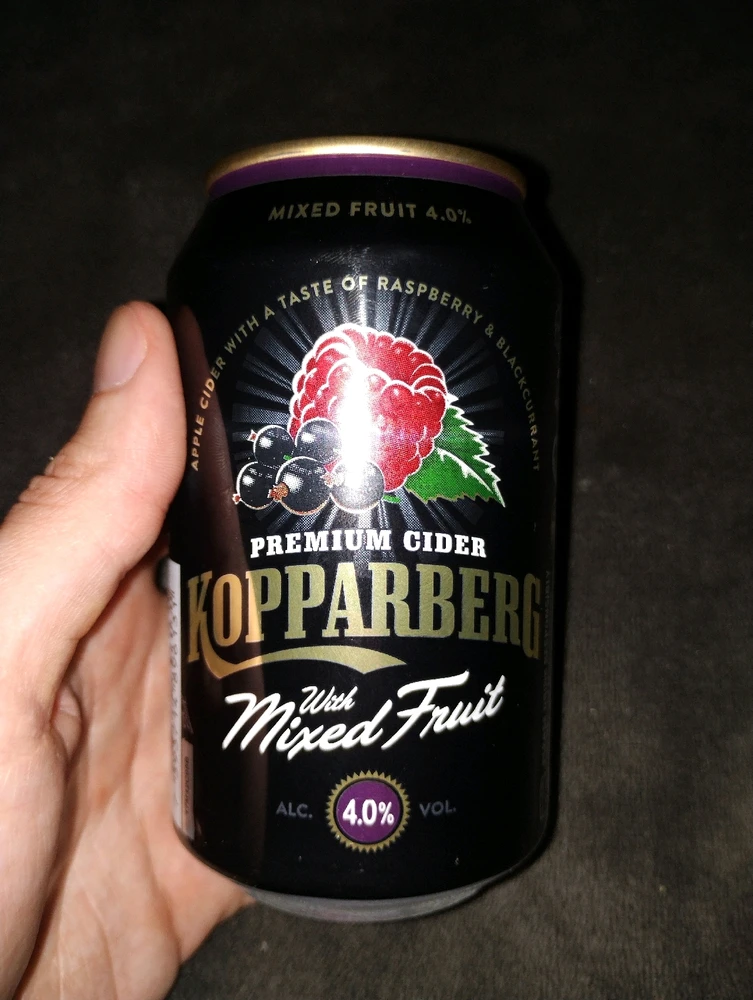 MIXED FRUIT 4.0%
APPLE CIDER WITH A TASTE OF RASPBERRY & BLACKCURRANT
PREMIUM CIDER
KOPPARBERG
With
Mixed Fruit
ALC. 4.0% VOL.